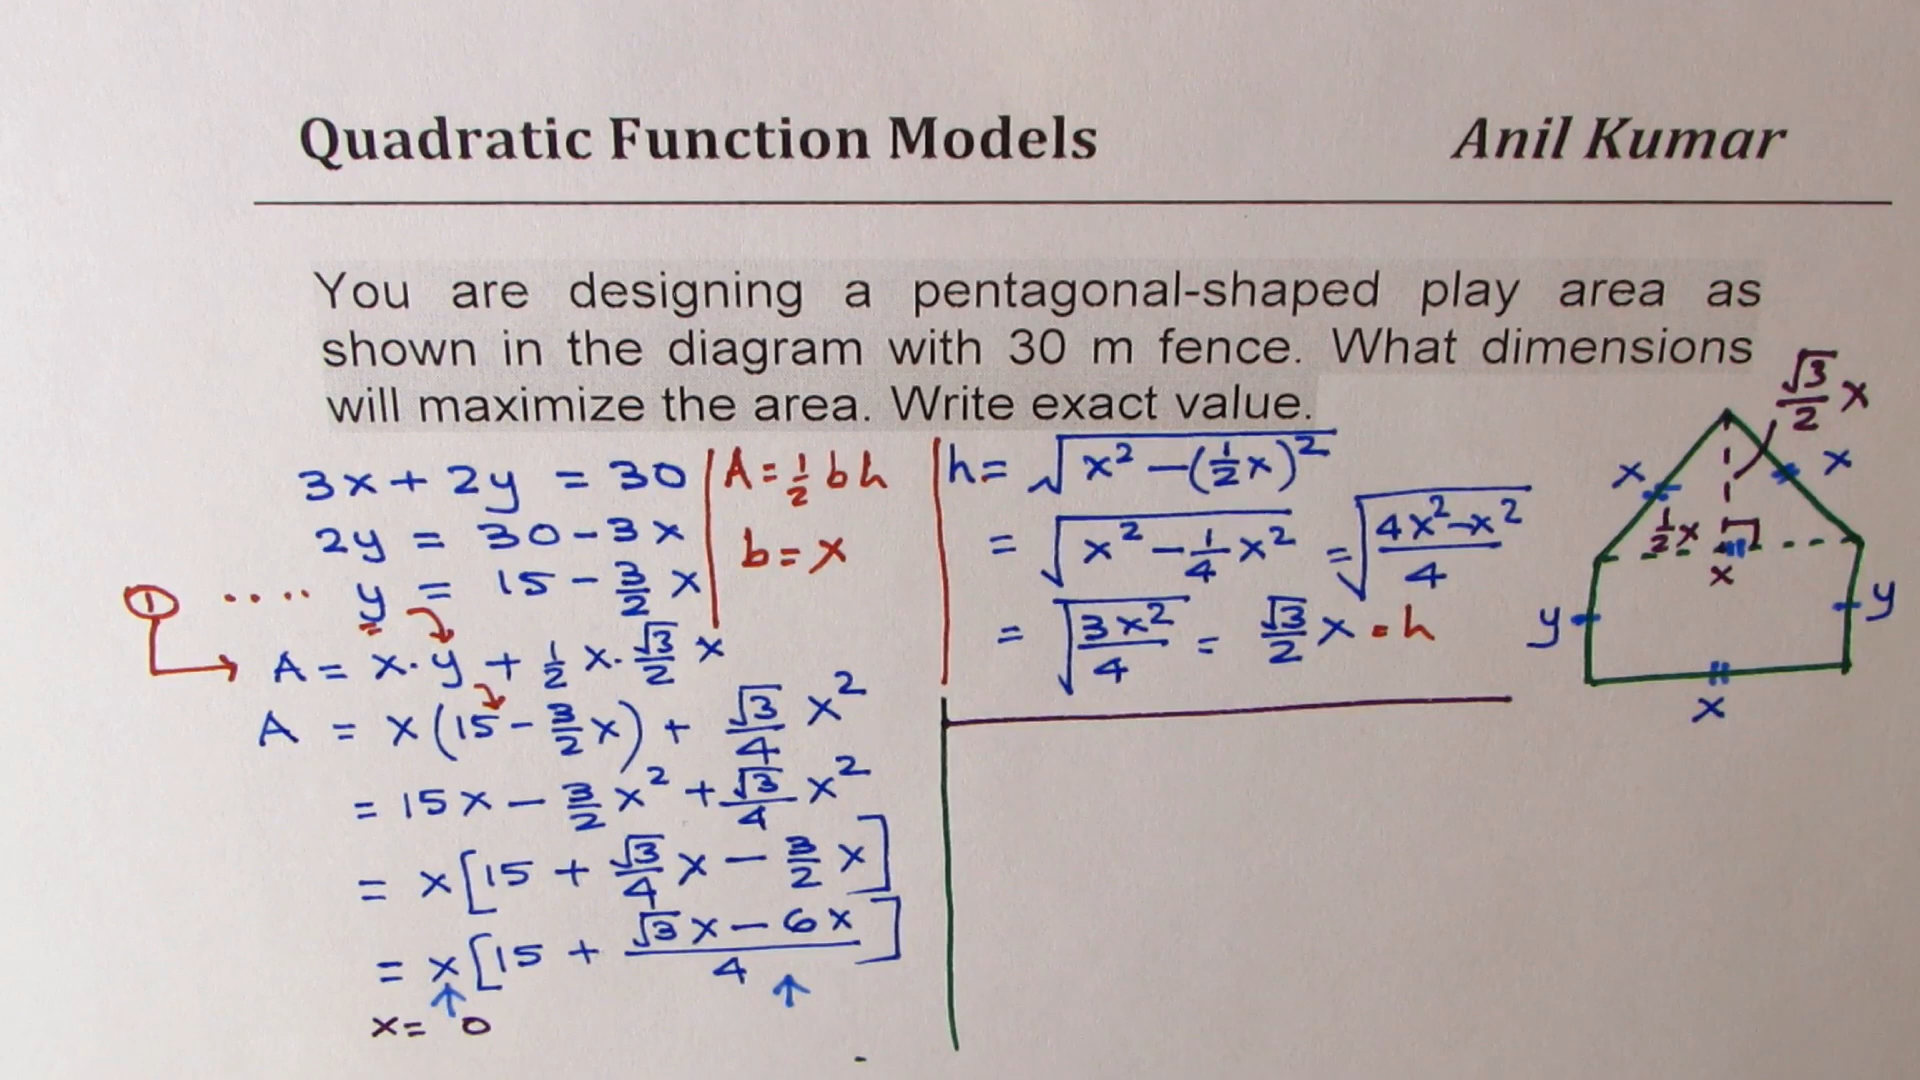 Quadratic Function Models
Anil Kumar
You are designing a pentagonal-shaped play area as
shown in the diagram with 30 m fence. What dimensions
will maximize the area. Write exact value.
3x + 2y = 30
2y = 30 - 3x
① .... y = 15 - 3/2 x
A = x·y + 1/2 x · √3/2 x
A = x(15 - 3/2 x) + √3/4 x²
= 15x - 3/2 x² + √3/4 x²
= x[15 + √3/4 x - 3/2 x]
= x[15 + (√3x - 6x)/4]
x = 0
A = 1/2 bh
b = x
h = √(x² - (1/2 x)²)
= √(x² - 1/4 x²) = √((4x² - x²)/4)
= √(3x²/4) = √3/2 x = h
√3/2 x
x
x
1/2 x
x
y
y
x